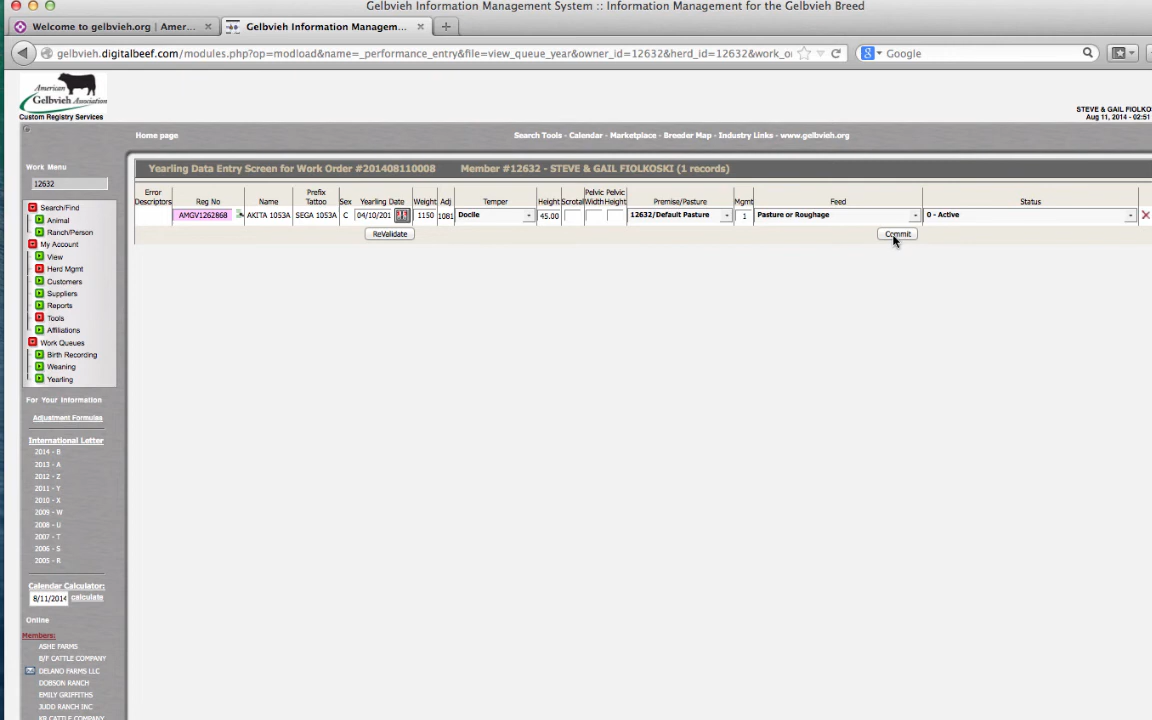 Gelbvieh Information Management System :: Information Management for the Gelbvieh Breed
Welcome to gelbvieh.org | Amer...
Gelbvieh Information Managem...
gelbvieh.digitalbeef.com/modules.php?op=modload&name=_performance_entry&file=view_queue_year&owner_id=12632&herd_id=12632&work_o
Google
American
Gelbvieh Association
Custom Registry Services
STEVE & GAIL FIOLKO
Aug 11, 2014 - 02:51
Home page
Search Tools - Calendar - Marketplace - Breeder Map - Industry Links - www.gelbvieh.org
Work Menu
12632
Search/Find
Animal
Ranch/Person
My Account
View
Herd Mgmt
Customers
Suppliers
Reports
Tools
Affiliations
Work Queues
Birth Recording
Weaning
Yearling
For Your Information
Adjustment Formulas
International Letter
2014 - B
2013 - A
2012 - Z
2011 - Y
2010 - X
2009 - W
2008 - U
2007 - T
2006 - S
2005 - R
Calendar Calculator:
8/11/2014 calculate
Online
Members:
ASHE FARMS
B/F CATTLE COMPANY
DELANO FARMS LLC
DOBSON RANCH
EMILY GRIFFITHS
JUDD RANCH INC
KR CATTLE COMPANY
Yearling Data Entry Screen for Work Order #201408110008 Member #12632 - STEVE & GAIL FIOLKOSKI (1 records)
Error Descriptors Reg No Name Prefix Tattoo Sex Yearling Date Weight Adj Temper Height Scrotal Pelvic Width Pelvic Height Premise/Pasture Mgmt Feed Status
AMGV1262868 AKITA 1053A SEGA 1053A C 04/10/201 1150 1081 Docile 45.00 12632/Default Pasture 1 Pasture or Roughage 0 - Active
ReValidate Commit